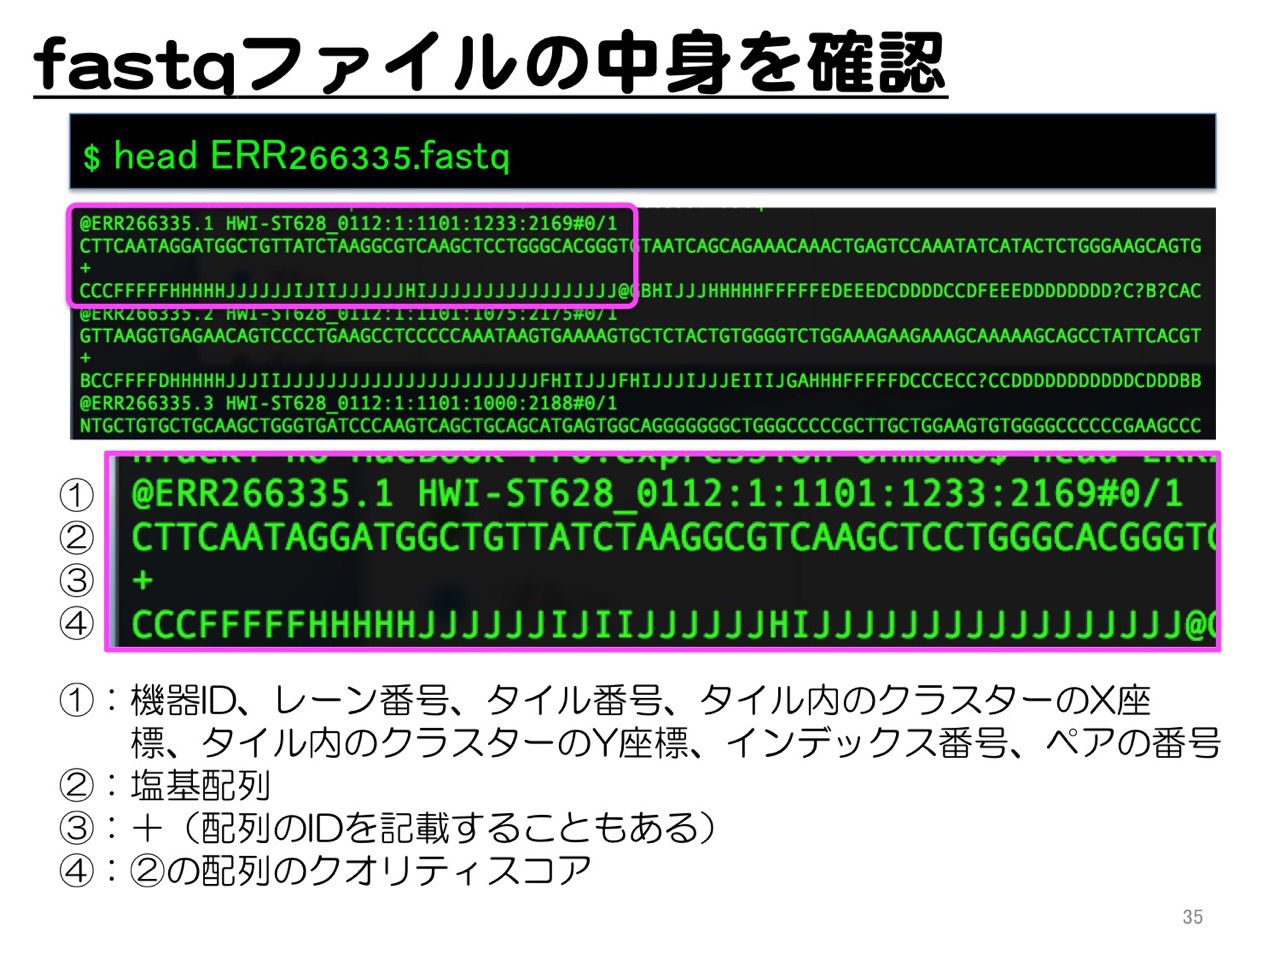 fastqファイルの中身を確認
$ head ERR266335.fastq
@ERR266335.1 HWI-ST628_0112:1:1101:1233:2169#0/1
CTTCAATAGGATGGCTGTTATCTAAGGCGTCAAGCTCCTGGGCACGGGTGTAATCAGCAGAAACAAACTGAGTCCAAATATCATACTCTGGGAAGCAGTG
+
CCCFFFFFHHHHHJJJJJJIJIIJJJJJJHIJJJJJJJJJJJJJJJJJ@GBHIJJJHHHHHFFFFFEDEEEDCDDDDCCDFEEEDDDDDDDD?C?B?CAC
@ERR266335.2 HWI-ST628_0112:1:1101:1075:2175#0/1
GTTAAGGTGAGAACAGTCCCCTGAAGCCTCCCCCAAATAAGTGAAAAGTGCTCTACTGTGGGGTCTGGAAAGAAGAAAGCAAAAAGCAGCCTATTCACGT
+
BCCFFFFDHHHHHJJJIIJJJJJJJJJJJJJJJJJJJJJJJFHIIJJJFHIJJJIJJJEIIIJGAHHHFFFFFDCCCECC?CCDDDDDDDDDDDCDDDBB
@ERR266335.3 HWI-ST628_0112:1:1101:1000:2188#0/1
NTGCTGTGCTGCAAGCTGGGTGATCCCAAGTCAGCTGCAGCATGAGTGGCAGGGGGGGCTGGGCCCCCGCTTGCTGGAAGTGTGGGGCCCCCCGAAGCCC
① @ERR266335.1 HWI-ST628_0112:1:1101:1233:2169#0/1
② CTTCAATAGGATGGCTGTTATCTAAGGCGTCAAGCTCCTGGGCACGGGTG
③ +
④ CCCFFFFFHHHHHJJJJJJIJIIJJJJJJHIJJJJJJJJJJJJJJJJJ@G
①：機器ID、レーン番号、タイル番号、タイル内のクラスターのX座
標、タイル内のクラスターのY座標、インデックス番号、ペアの番号
②：塩基配列
③：＋（配列のIDを記載することもある）
④：②の配列のクオリティスコア
35